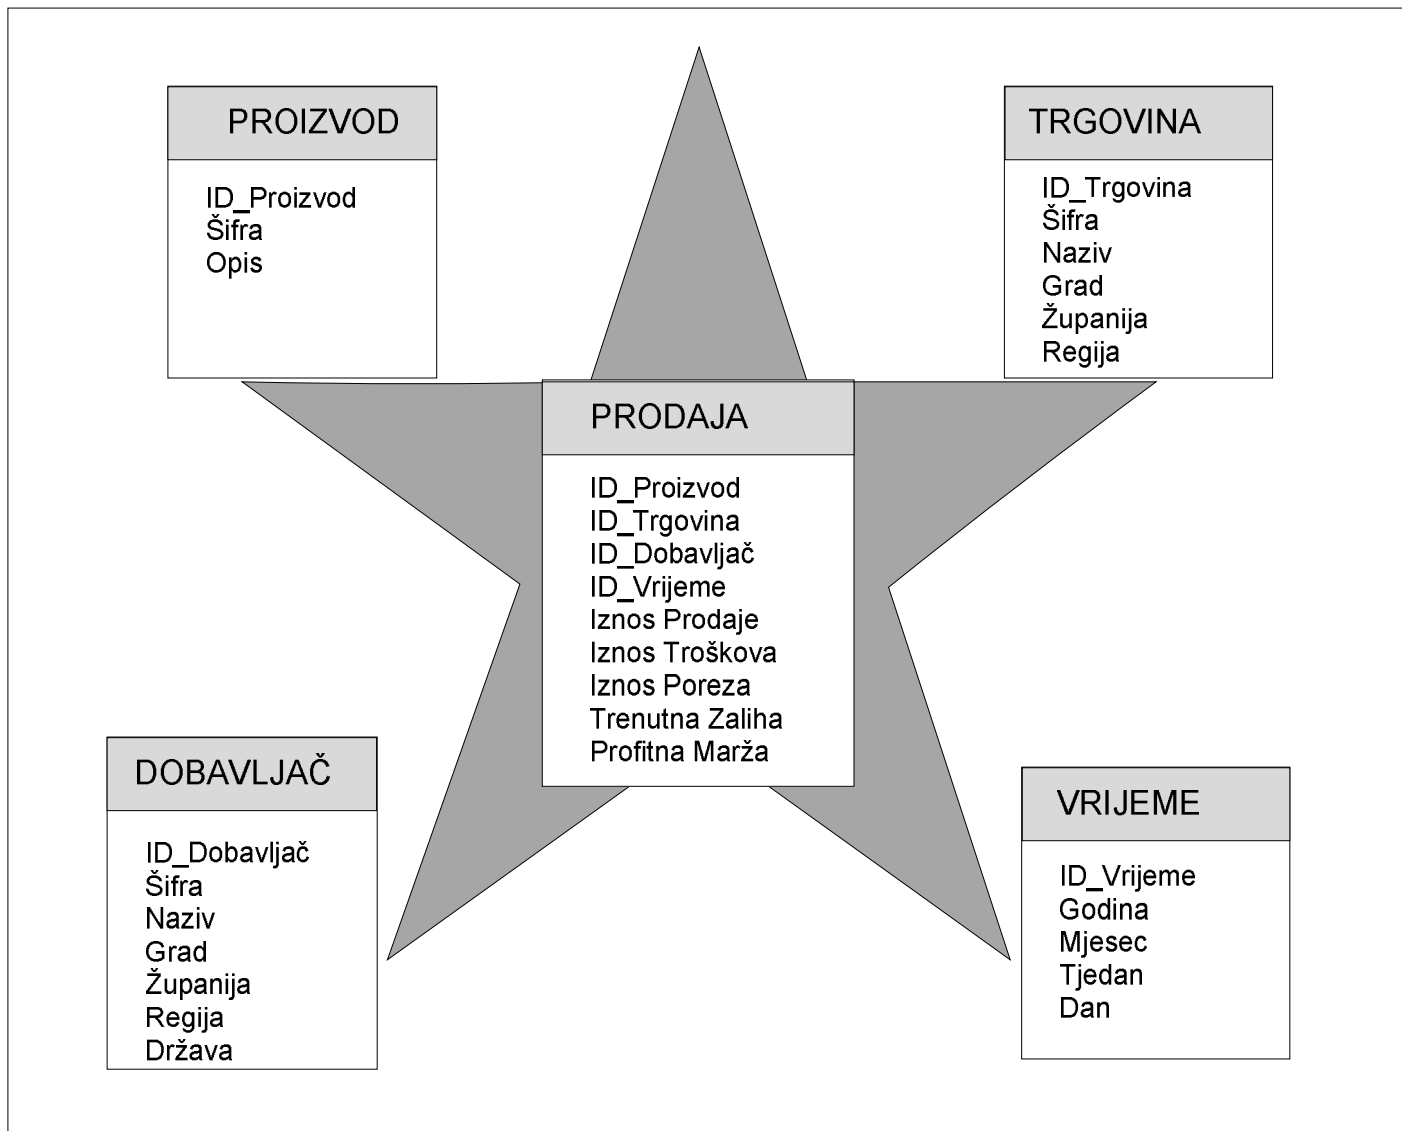 PROIZVOD
ID_Proizvod
Šifra
Opis
TRGOVINA
ID_Trgovina
Šifra
Naziv
Grad
Županija
Regija
PRODAJA
ID_Proizvod
ID_Trgovina
ID_Dobavljač
ID_Vrijeme
Iznos Prodaje
Iznos Troškova
Iznos Poreza
Trenutna Zaliha
Profitna Marža
DOBAVLJAČ
ID_Dobavljač
Šifra
Naziv
Grad
Županija
Regija
Država
VRIJEME
ID_Vrijeme
Godina
Mjesec
Tjedan
Dan